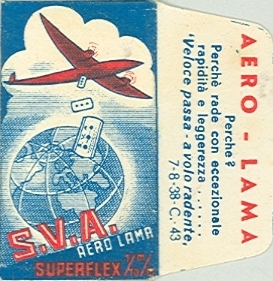 S.V.A.
AERO LAMA
SUPERFLEX
AERO - LAMA
Perche?
Perchè rade con eccezionale
rapidità e leggerezza ......
'Veloce passa - a volo radente,
7-8-38-C.-43